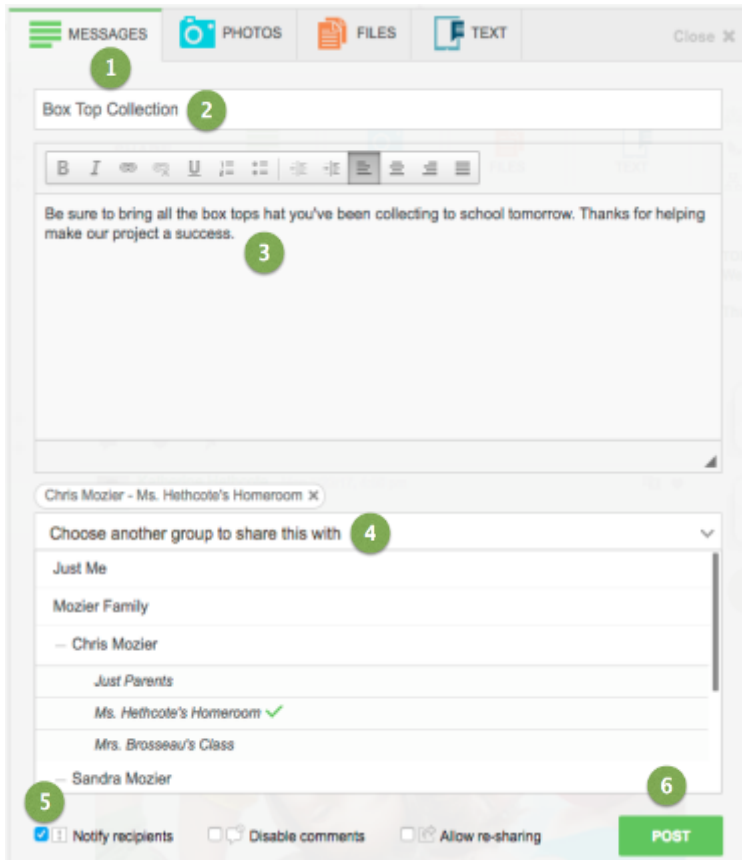 MESSAGES PHOTOS FILES TEXT Close ✖
1
Box Top Collection 2
B I U
Be sure to bring all the box tops hat you've been collecting to school tomorrow. Thanks for helping
make our project a success.
3
Chris Mozier - Ms. Hethcote's Homeroom ✕
Choose another group to share this with 4
Just Me
Mozier Family
– Chris Mozier
Just Parents
Ms. Hethcote's Homeroom ✓
Mrs. Brosseau's Class
– Sandra Mozier
5 6
Notify recipients Disable comments Allow re-sharing POST